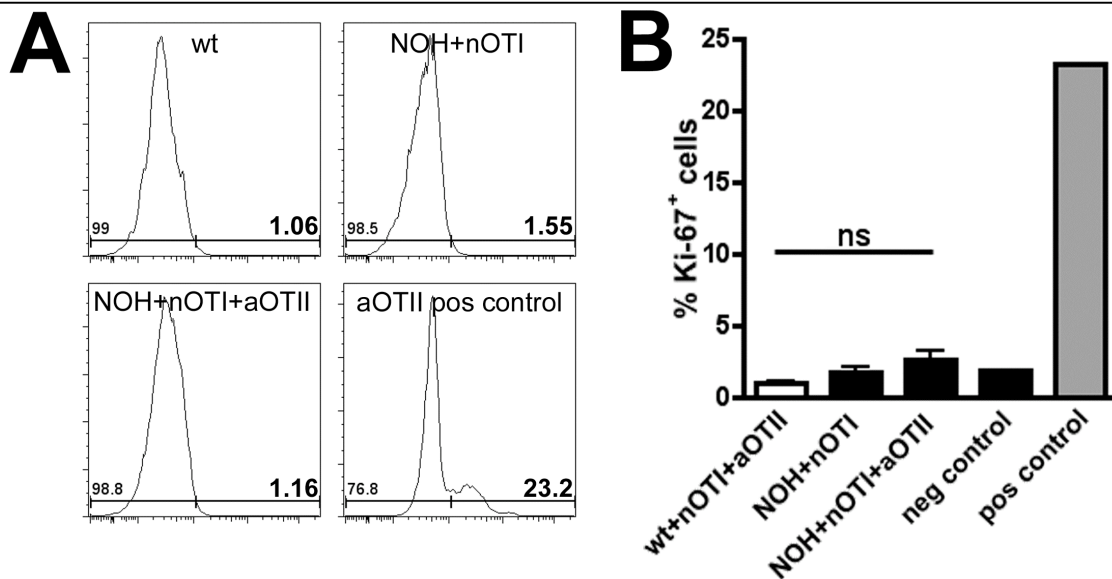 A
wt
99
1.06
NOH+nOTI
98.5
1.55
NOH+nOTI+aOTII
98.8
1.16
aOTII pos control
76.8
23.2
B
% Ki-67+ cells
25
20
15
10
5
0
ns
wt+nOTI+aOTII
NOH+nOTI
NOH+nOTI+aOTII
neg control
pos control